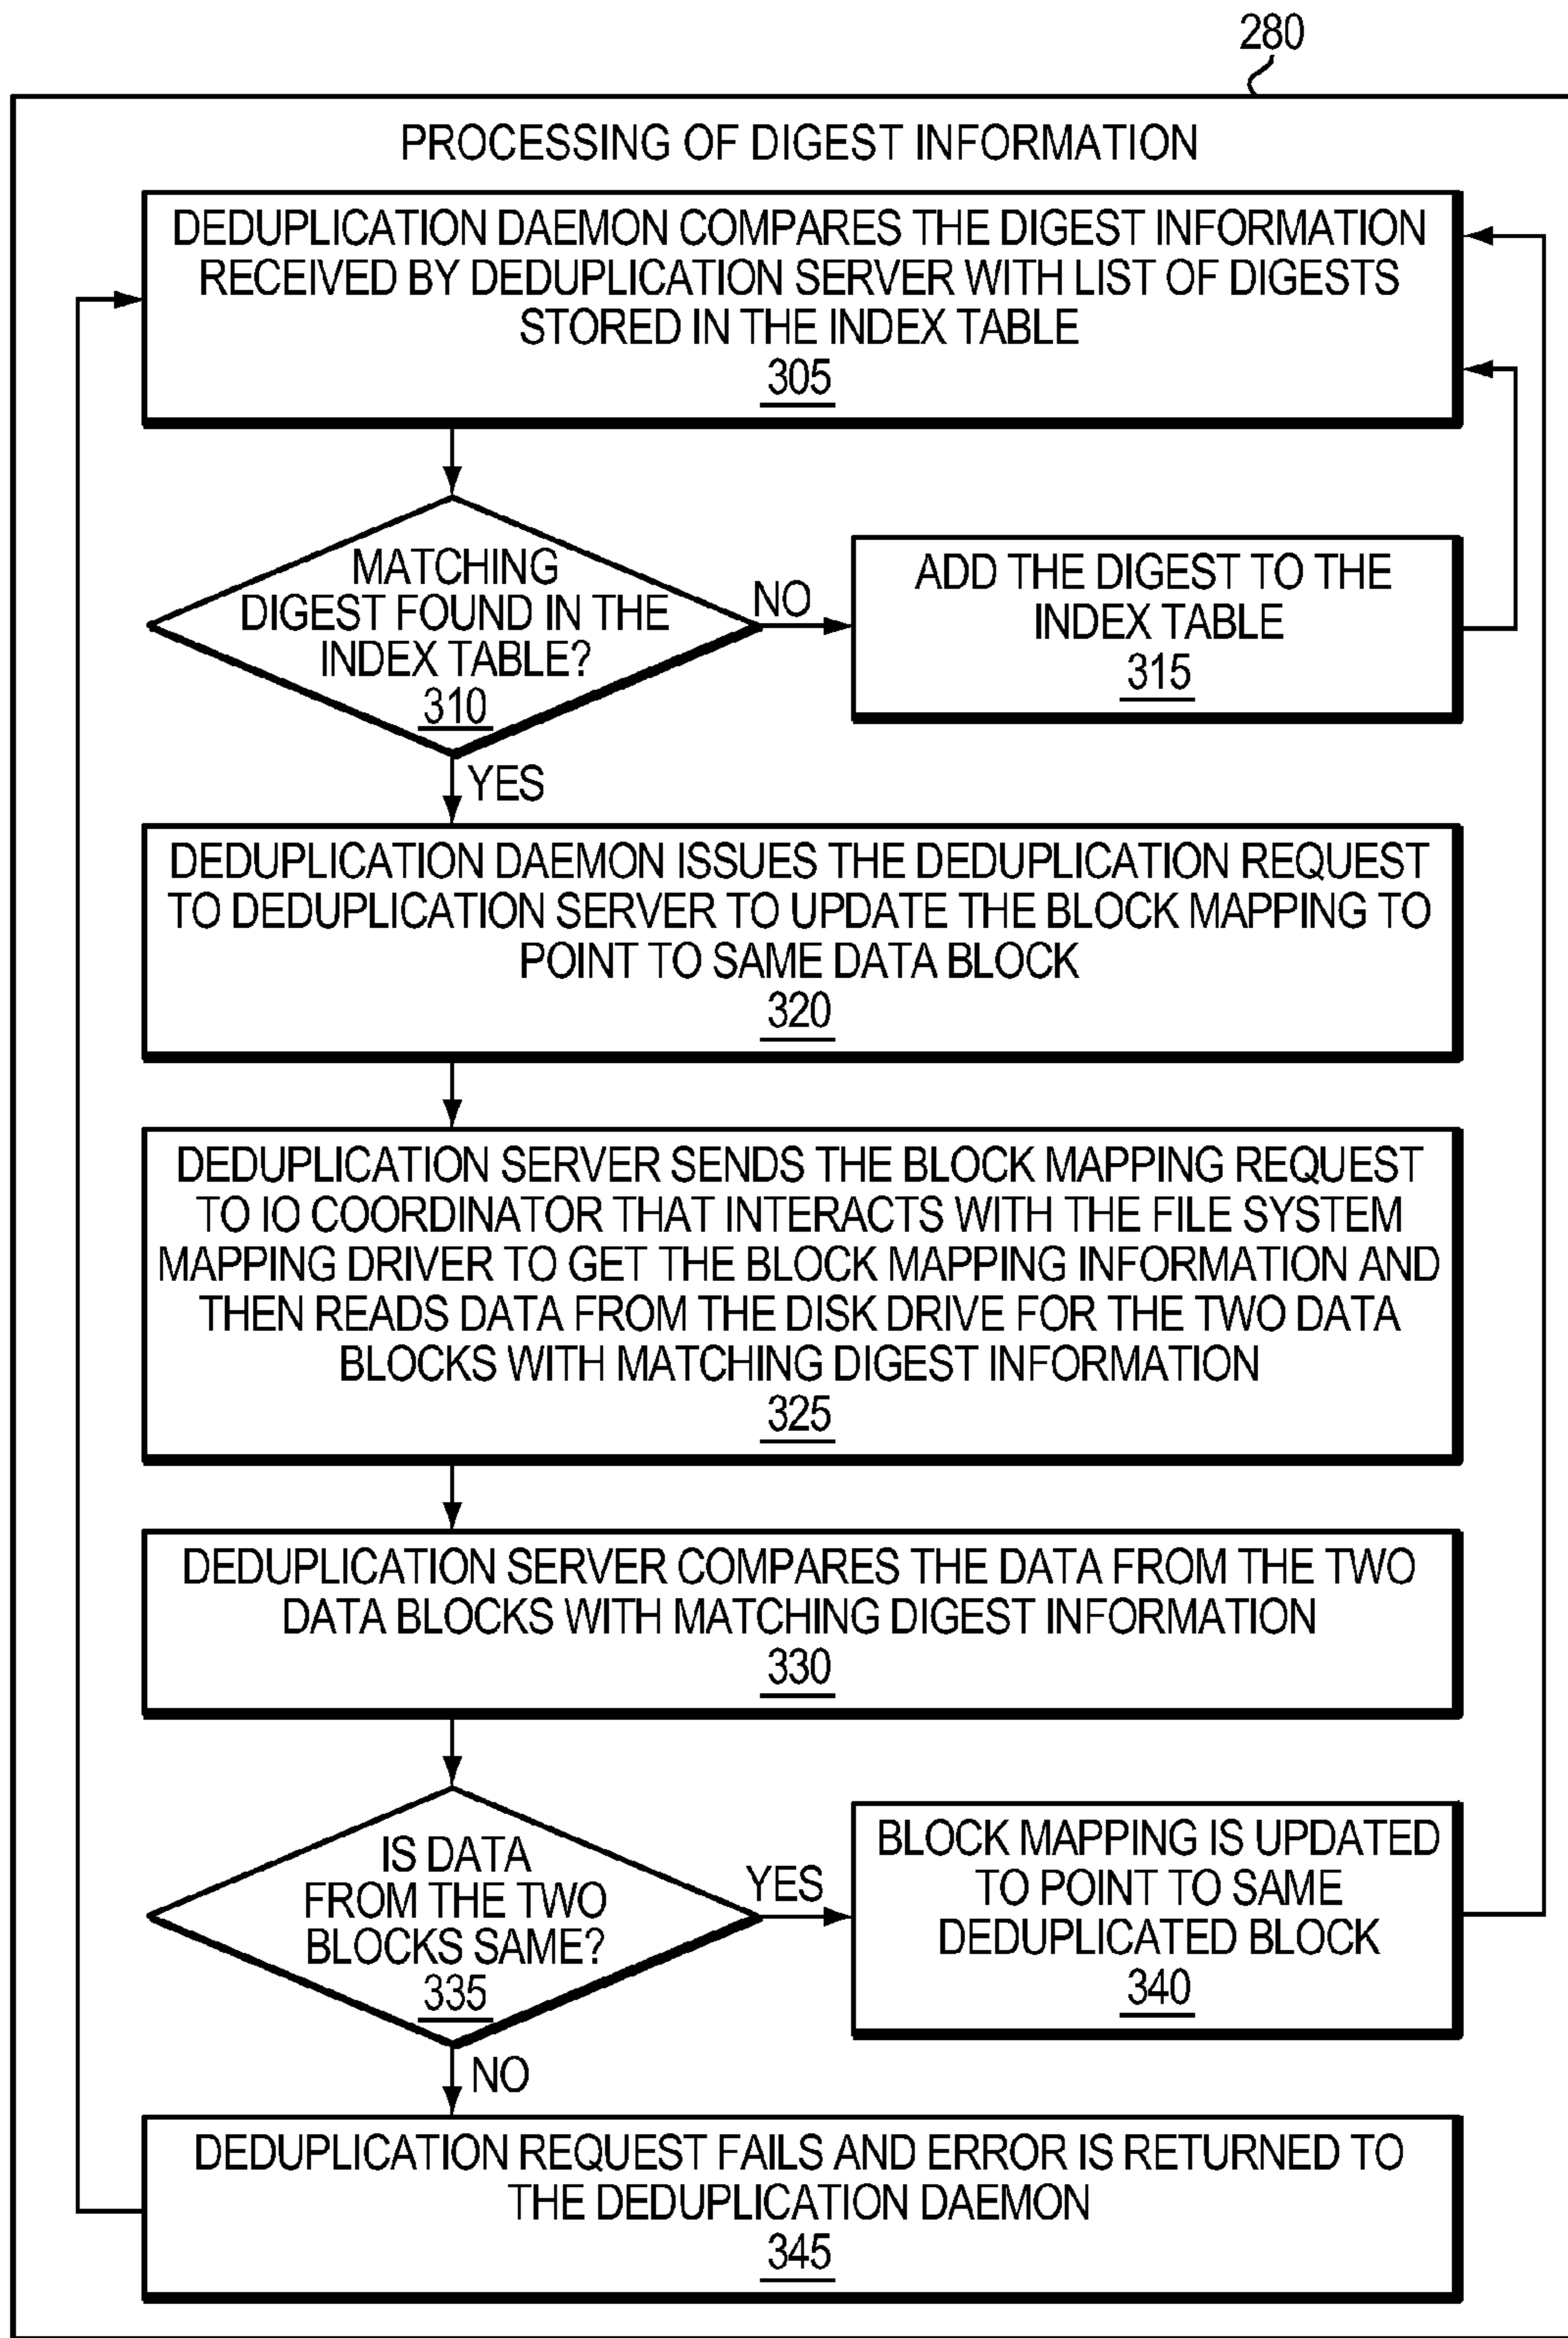 280
PROCESSING OF DIGEST INFORMATION
DEDUPLICATION DAEMON COMPARES THE DIGEST INFORMATION
RECEIVED BY DEDUPLICATION SERVER WITH LIST OF DIGESTS
STORED IN THE INDEX TABLE
305
MATCHING
DIGEST FOUND IN THE
INDEX TABLE?
310
NO
ADD THE DIGEST TO THE
INDEX TABLE
315
YES
DEDUPLICATION DAEMON ISSUES THE DEDUPLICATION REQUEST
TO DEDUPLICATION SERVER TO UPDATE THE BLOCK MAPPING TO
POINT TO SAME DATA BLOCK
320
DEDUPLICATION SERVER SENDS THE BLOCK MAPPING REQUEST
TO IO COORDINATOR THAT INTERACTS WITH THE FILE SYSTEM
MAPPING DRIVER TO GET THE BLOCK MAPPING INFORMATION AND
THEN READS DATA FROM THE DISK DRIVE FOR THE TWO DATA
BLOCKS WITH MATCHING DIGEST INFORMATION
325
DEDUPLICATION SERVER COMPARES THE DATA FROM THE TWO
DATA BLOCKS WITH MATCHING DIGEST INFORMATION
330
IS DATA
FROM THE TWO
BLOCKS SAME?
335
YES
BLOCK MAPPING IS UPDATED
TO POINT TO SAME
DEDUPLICATED BLOCK
340
NO
DEDUPLICATION REQUEST FAILS AND ERROR IS RETURNED TO
THE DEDUPLICATION DAEMON
345